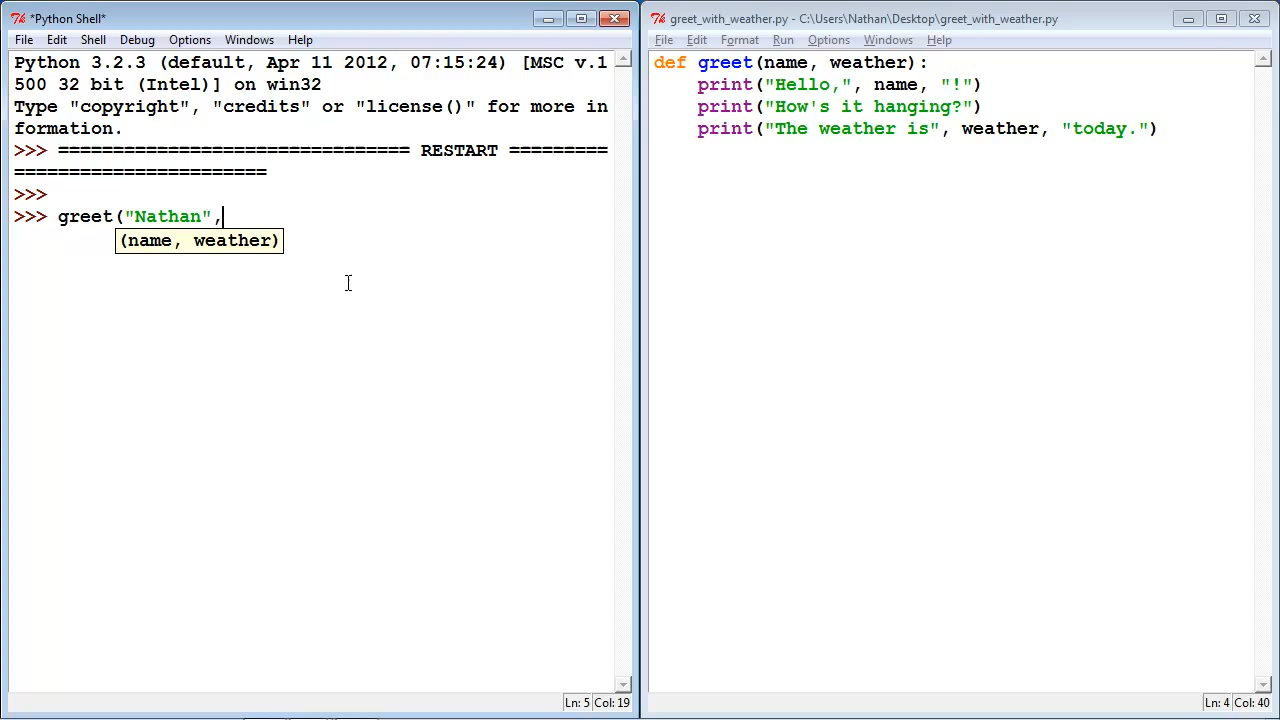 *Python Shell*
File Edit Shell Debug Options Windows Help
Python 3.2.3 (default, Apr 11 2012, 07:15:24) [MSC v.1
500 32 bit (Intel)] on win32
Type "copyright", "credits" or "license()" for more in
formation.
>>> ================================ RESTART =========
=======================
>>>
>>> greet("Nathan",
(name, weather)
Ln: 5 Col: 19
greet_with_weather.py - C:\Users\Nathan\Desktop\greet_with_weather.py
File Edit Format Run Options Windows Help
def greet(name, weather):
    print("Hello,", name, "!")
    print("How's it hanging?")
    print("The weather is", weather, "today.")
Ln: 4 Col: 40